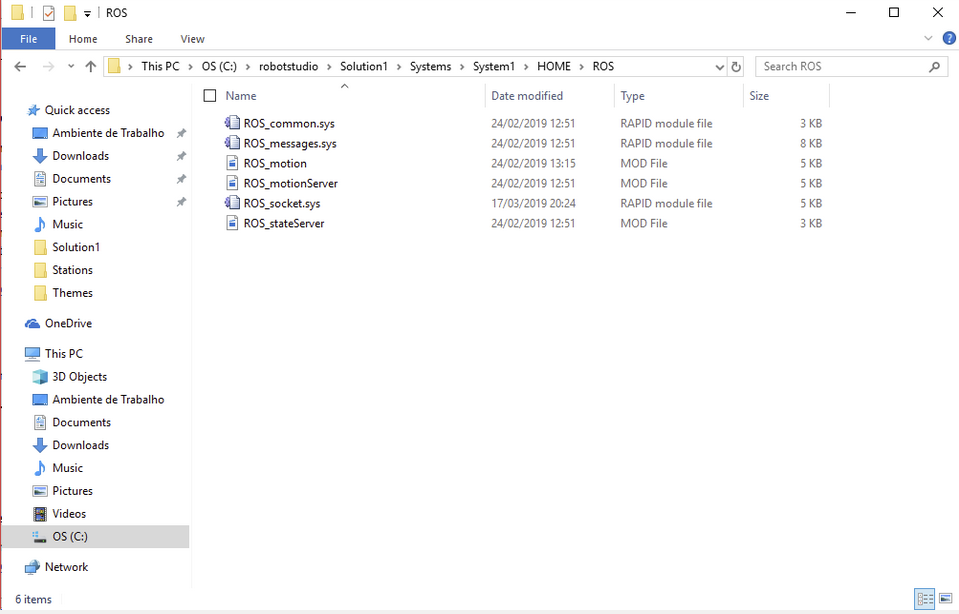 ROS
File Home Share View
This PC > OS (C:) > robotstudio > Solution1 > Systems > System1 > HOME > ROS Search ROS
Name Date modified Type Size
ROS_common.sys 24/02/2019 12:51 RAPID module file 3 KB
ROS_messages.sys 24/02/2019 12:51 RAPID module file 8 KB
ROS_motion 24/02/2019 13:15 MOD File 5 KB
ROS_motionServer 24/02/2019 12:51 MOD File 5 KB
ROS_socket.sys 17/03/2019 20:24 RAPID module file 5 KB
ROS_stateServer 24/02/2019 12:51 MOD File 3 KB
Quick access
Ambiente de Trabalho
Downloads
Documents
Pictures
Music
Solution1
Stations
Themes
OneDrive
This PC
3D Objects
Ambiente de Trabalho
Documents
Downloads
Music
Pictures
Videos
OS (C:)
Network
6 items